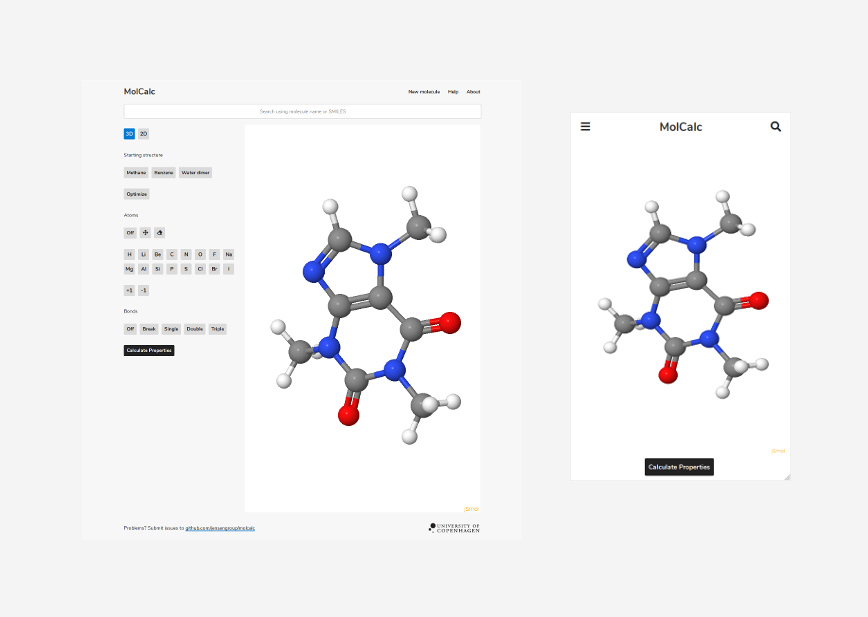 MolCalc
New molecule Help About
Search using molecule name or SMILES
3D 2D
Starting structure
Methane Benzene Water dimer
Optimize
Atoms
Off
H Li Be C N O F Na
Mg Al Si P S Cl Br I
+1 -1
Bonds
Off Break Single Double Triple
Calculate Properties
JSmol
Problems? Submit issues to github.com/jensengroup/molcalc
UNIVERSITY OF
COPENHAGEN
MolCalc
JSmol
Calculate Properties